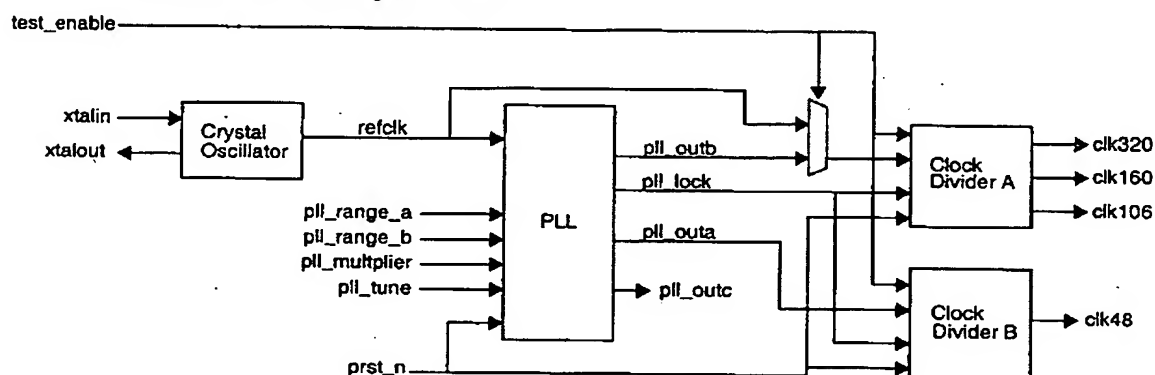 test_enable
xtalin
xtalout
Crystal
Oscillator
refclk
pll_range_a
pll_range_b
pll_multplier
pll_tune
prst_n
PLL
pll_outb
pll_lock
pll_outa
pll_outc
Clock
Divider A
clk320
clk160
clk106
Clock
Divider B
clk48